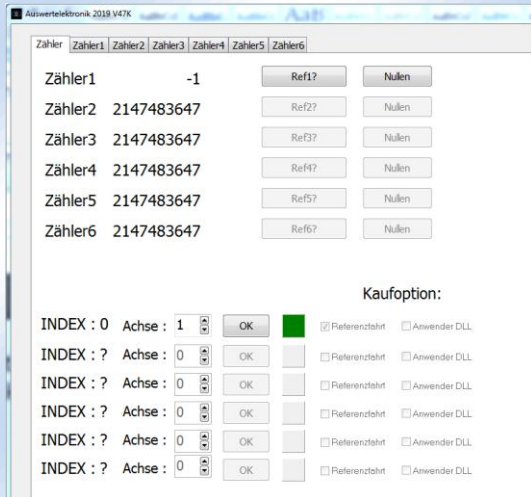 Auswertelektronik 2019 V47K
Zähler Zähler1 Zähler2 Zähler3 Zähler4 Zähler5 Zähler6
Zähler1 -1 Ref1? Nullen
Zähler2 2147483647 Ref2? Nullen
Zähler3 2147483647 Ref3? Nullen
Zähler4 2147483647 Ref4? Nullen
Zähler5 2147483647 Ref5? Nullen
Zähler6 2147483647 Ref6? Nullen
Kaufoption:
INDEX : 0 Achse : 1 OK Referenzfahrt Anwender DLL
INDEX : ? Achse : 0 OK Referenzfahrt Anwender DLL
INDEX : ? Achse : 0 OK Referenzfahrt Anwender DLL
INDEX : ? Achse : 0 OK Referenzfahrt Anwender DLL
INDEX : ? Achse : 0 OK Referenzfahrt Anwender DLL
INDEX : ? Achse : 0 OK Referenzfahrt Anwender DLL